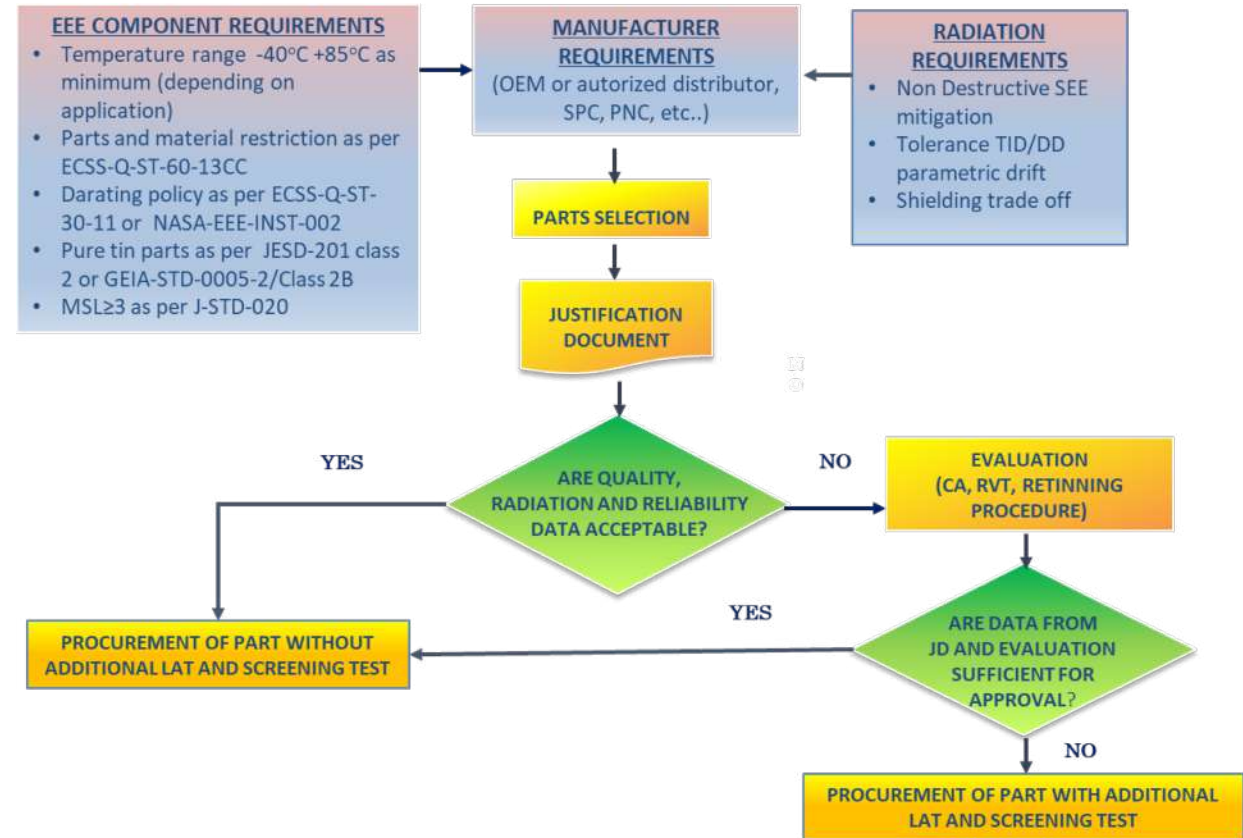 EEE COMPONENT REQUIREMENTS
• Temperature range -40°C +85°C as
minimum (depending on
application)
• Parts and material restriction as per
ECSS-Q-ST-60-13CC
• Darating policy as per ECSS-Q-ST-
30-11 or NASA-EEE-INST-002
• Pure tin parts as per JESD-201 class
2 or GEIA-STD-0005-2/Class 2B
• MSL≥3 as per J-STD-020
MANUFACTURER
REQUIREMENTS
(OEM or autorized distributor,
SPC, PNC, etc..)
RADIATION
REQUIREMENTS
• Non Destructive SEE
mitigation
• Tolerance TID/DD
parametric drift
• Shielding trade off
PARTS SELECTION
JUSTIFICATION
DOCUMENT
N
O
ARE QUALITY,
RADIATION AND RELIABILITY
DATA ACCEPTABLE?
YES
NO
EVALUATION
(CA, RVT, RETINNING
PROCEDURE)
ARE DATA FROM
JD AND EVALUATION
SUFFICIENT FOR
APPROVAL?
YES
PROCUREMENT OF PART WITHOUT
ADDITIONAL LAT AND SCREENING TEST
NO
PROCUREMENT OF PART WITH ADDITIONAL
LAT AND SCREENING TEST